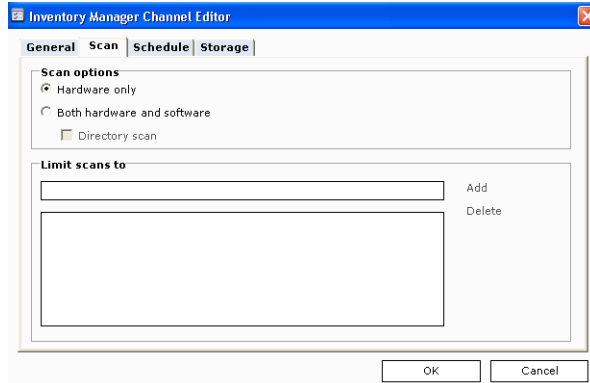 Inventory Manager Channel Editor
General Scan Schedule Storage
Scan options
Hardware only
Both hardware and software
Directory scan
Limit scans to
Add
Delete
OK Cancel